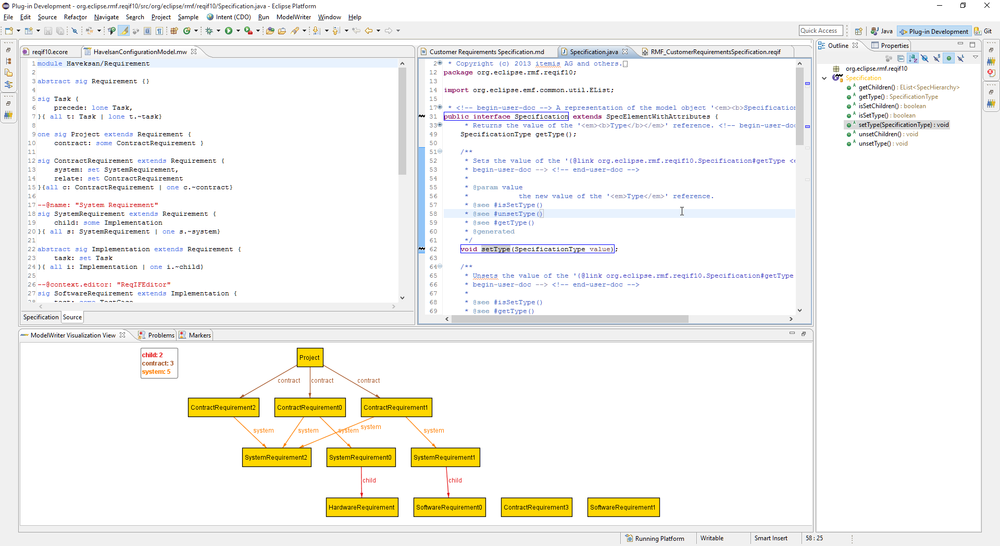 Plug-in Development - org.eclipse.rmf.reqif10/src/org/eclipse/rmf/reqif10/Specification.java - Eclipse Platform
File Edit Source Refactor Navigate Search Project Sample Intent (CDO) Run ModelWriter Window Help
Quick Access
Java
Plug-in Development
Git
reqif10.ecore
HavelsanConfigurationModel.mw
1 module Haveksan/Requirement
2
3 abstract sig Requirement {}
4
5 sig Task {
6 precede: lone Task,
7 }{ all t: Task | lone t.~task}
8
9 one sig Project extends Requirement {
10 contract: some ContractRequirement }
11
12 sig ContractRequirement extends Requirement {
13 system: set SystemRequirement,
14 relate: set ContractRequirement
15 }{all c: ContractRequirement | one c.~contract}
16
17 --@name: "System Requirement"
18 sig SystemRequirement extends Requirement {
19 child: some Implementation
20 }{ all s: SystemRequirement | one s.~system}
21
22 abstract sig Implementation extends Requirement {
23 task: set Task
24 }{ all i: Implementation | one i.~child}
25
26 --@context.editor: "ReqIFEditor"
27 sig SoftwareRequirement extends Implementation {
28 test: some TestCase
Specification Source
Customer Requirements Specification.md
Specification.java
RMF_CustomerRequirementsSpecification.reqif
2 * Copyright (c) 2013 itemis AG and others.
12 package org.eclipse.rmf.reqif10;
13
14 import org.eclipse.emf.common.util.EList;
15
17 * <!-- begin-user-doc --> A representation of the model object '<em><b>Specification
31 public interface Specification extends SpecElementWithAttributes {
33 * Returns the value of the '<em><b>Type</b></em>' reference. <!-- begin-user-doc
49 SpecificationType getType();
50
51 /**
52 * Sets the value of the '{@link org.eclipse.rmf.reqif10.Specification#getType <e
53 * begin-user-doc --> <!-- end-user-doc -->
54 *
55 * @param value
56 * the new value of the '<em>Type</em>' reference.
57 * @see #isSetType()
58 * @see #unsetType()
59 * @see #getType()
60 * @generated
61 */
62 void setType(SpecificationType value);
63
64 /**
65 * Unsets the value of the '{@link org.eclipse.rmf.reqif10.Specification#getType
66 * begin-user-doc --> <!-- end-user-doc -->
67 *
68 * @see #isSetType()
69 * @see #getType()
Outline
Properties
org.eclipse.rmf.reqif10
Specification
getChildren() : EList<SpecHierarchy>
getType() : SpecificationType
isSetChildren() : boolean
isSetType() : boolean
setType(SpecificationType) : void
unsetChildren() : void
unsetType() : void
ModelWriter Visualization View
Problems
Markers
child: 2
contract: 3
system: 5
Project
contract contract contract
ContractRequirement2 ContractRequirement0 ContractRequirement1
system system system system system
SystemRequirement2 SystemRequirement0 SystemRequirement1
child child
HardwareRequirement SoftwareRequirement0 ContractRequirement3 SoftwareRequirement1
Running Platform Writable Smart Insert 58 : 25